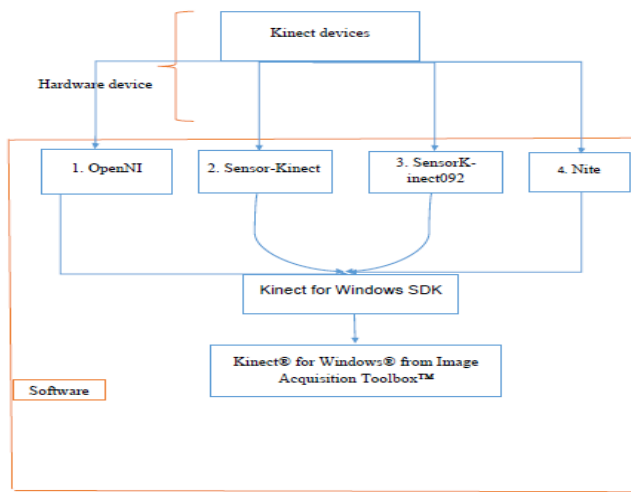 Kinect devices
Hardware device
1. OpenNI
2. Sensor-Kinect
3. SensorK-
inect092
4. Nite
Kinect for Windows SDK
Kinect® for Windows® from Image
Acquisition Toolbox™
Software